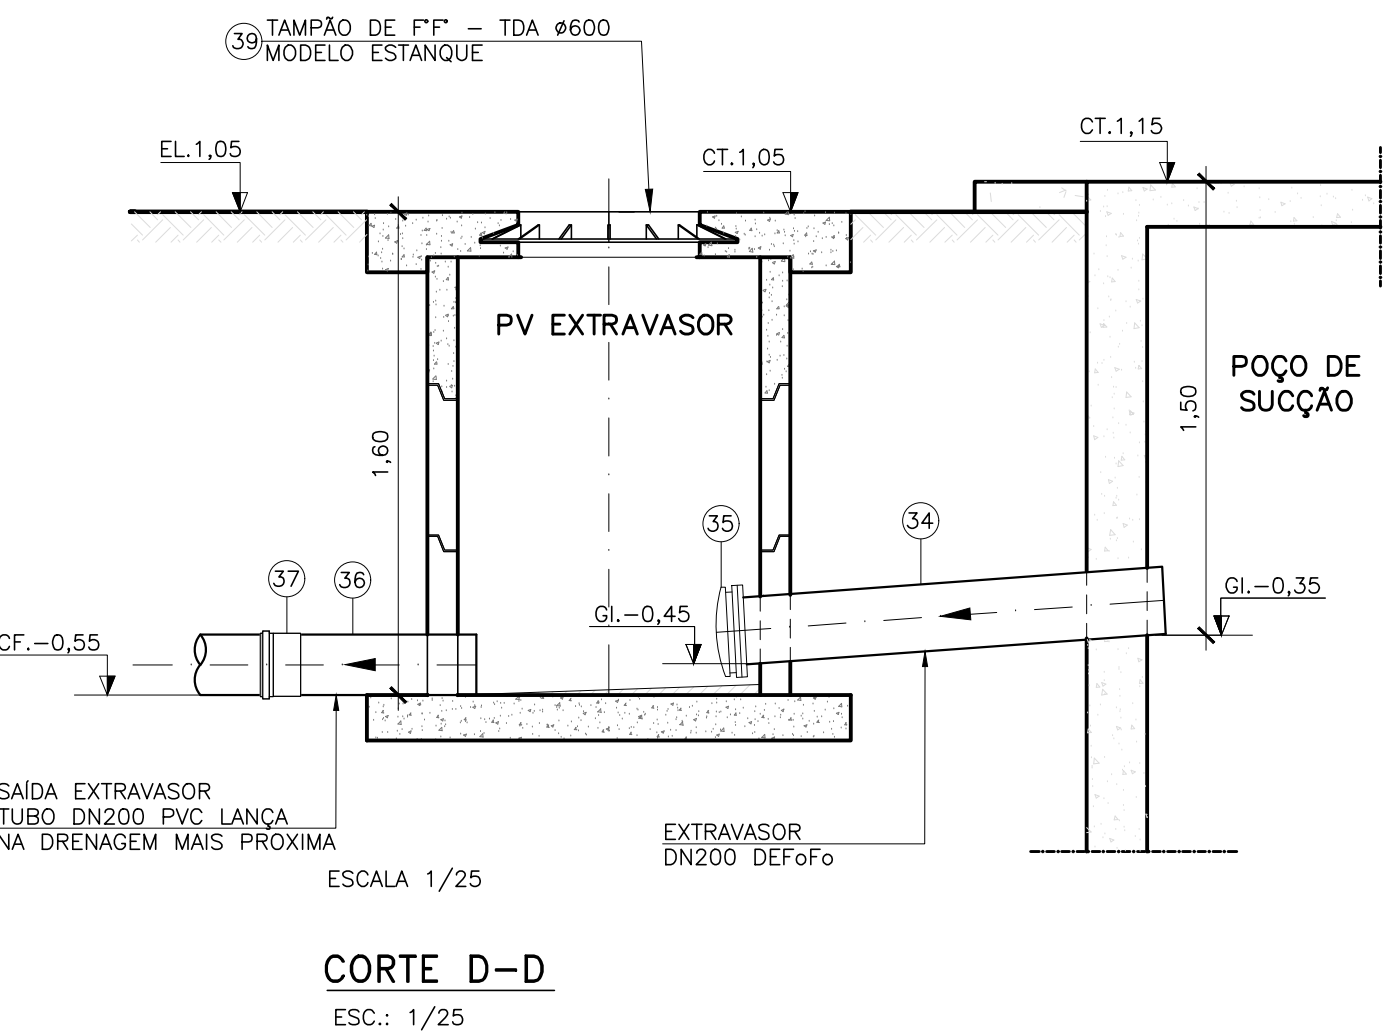 39
TAMPÃO DE F°F° – TDA ø600
MODELO ESTANQUE
EL.1,05
CT.1,05
CT.1,15
PV EXTRAVASOR
POÇO DE
SUCÇÃO
1,60
1,50
37
36
35
34
CF.-0,55
GI.-0,45
GI.-0,35
SAÍDA EXTRAVASOR
TUBO DN200 PVC LANÇA
NA DRENAGEM MAIS PROXIMA
EXTRAVASOR
DN200 DEFoFo
ESCALA 1/25
CORTE D-D
ESC.: 1/25